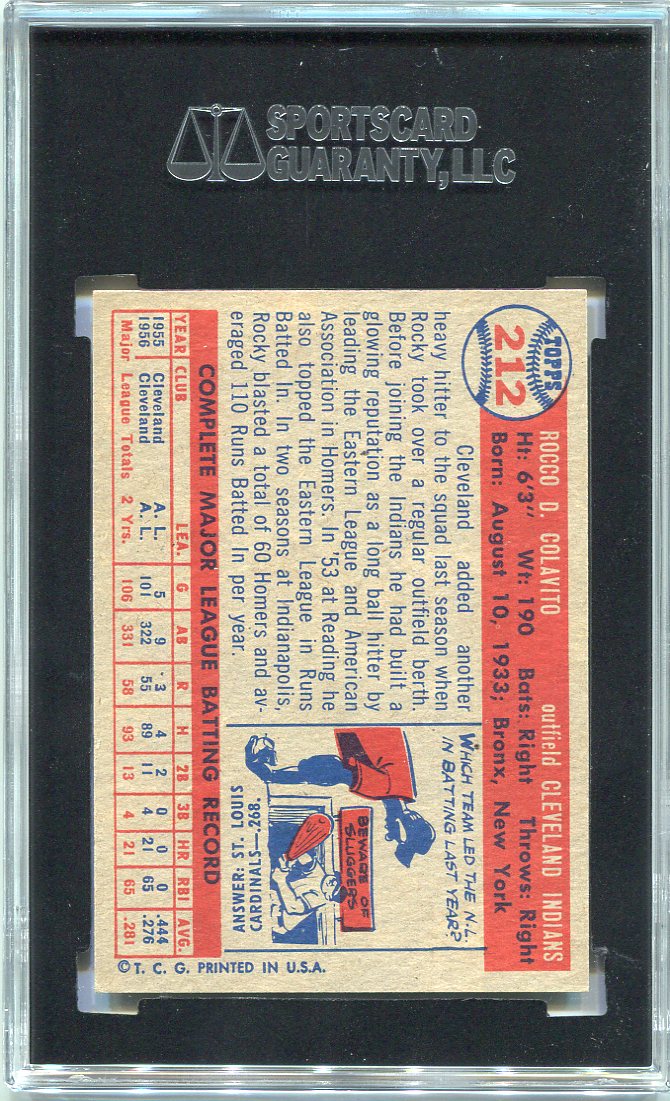 SPORTSCARD
GUARANTY, LLC
TOPPS
212
ROCCO D. COLAVITO outfield CLEVELAND INDIANS
Ht: 6'3" Wt: 190 Bats: Right Throws: Right
Born: August 10, 1933; Bronx, New York
Cleveland added another
heavy hitter to the squad last season when
Rocky took over a regular outfield berth.
Before joining the Indians he had built a
glowing reputation as a long ball hitter by
leading the Eastern League and American
Association in Homers. In '53 at Reading he
also topped the Eastern League in Runs
Batted In. In two seasons at Indianapolis,
Rocky blasted a total of 60 Homers and av-
eraged 110 Runs Batted In per year.
WHICH TEAM LED THE N.L.
IN BATTING LAST YEAR?
BEWARE OF
SLUGGERS
ANSWER: ST. LOUIS
CARDINALS—.268.
COMPLETE MAJOR LEAGUE BATTING RECORD
YEAR CLUB LEA. G AB R H 2B 3B HR RBI AVG.
1955 Cleveland A. L. 5 9 3 4 2 0 0 0 .444
1956 Cleveland A. L. 101 322 55 89 11 4 21 65 .276
Major League Totals 2 Yrs. 106 331 58 93 13 4 21 65 .281
© T. C. G. PRINTED IN U.S.A.